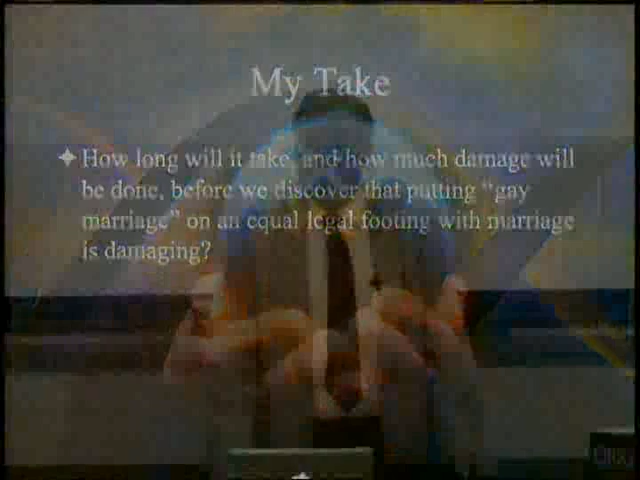 My Take
How long will it take, and how much damage will
be done, before we discover that putting “gay
marriage” on an equal legal footing with marriage
is damaging?